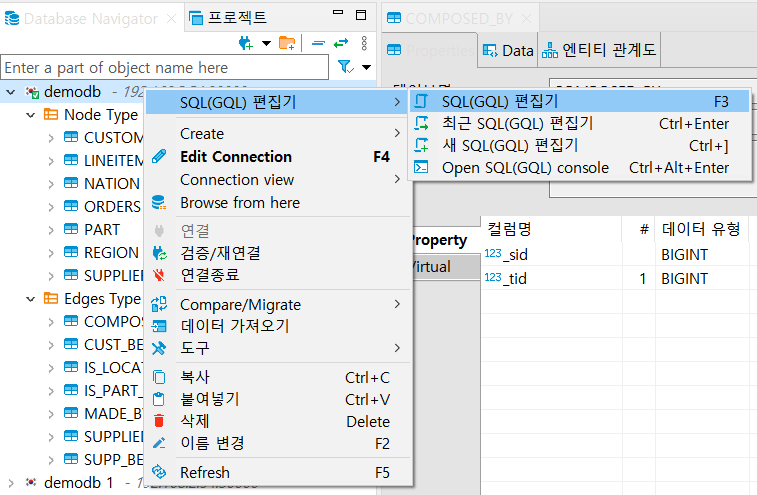 Database Navigator
프로젝트
Enter a part of object name here
demodb
Node Type
CUSTOM
LINEITEM
NATION
ORDERS
PART
REGION
SUPPLIE
Edges Type
COMPO
CUST_BE
IS_LOCA
IS_PART_
MADE_BY
SUPPLIE
SUPP_BE
demodb 1
SQL(GQL) 편집기
Create
Edit Connection F4
Connection view
Browse from here
연결
검증/재연결
연결종료
Compare/Migrate
데이터 가져오기
도구
복사 Ctrl+C
붙여넣기 Ctrl+V
삭제 Delete
이름 변경 F2
Refresh F5
SQL(GQL) 편집기 F3
최근 SQL(GQL) 편집기 Ctrl+Enter
새 SQL(GQL) 편집기 Ctrl+]
Open SQL(GQL) console Ctrl+Alt+Enter
COMPOSED_BY
Properties
Data
엔티티 관계도
Property
Virtual
컬럼명 # 데이터 유형
123 _sid BIGINT
123 _tid 1 BIGINT